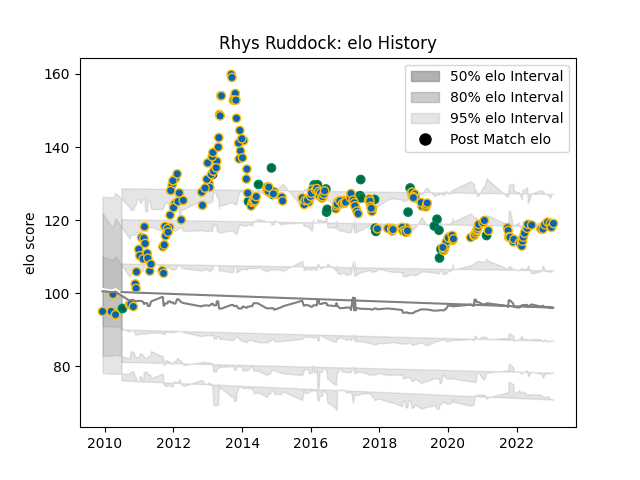 Rhys Ruddock: elo History
160
140
120
100
80
elo score
50% elo Interval
80% elo Interval
95% elo Interval
Post Match elo
2010 2012 2014 2016 2018 2020 2022